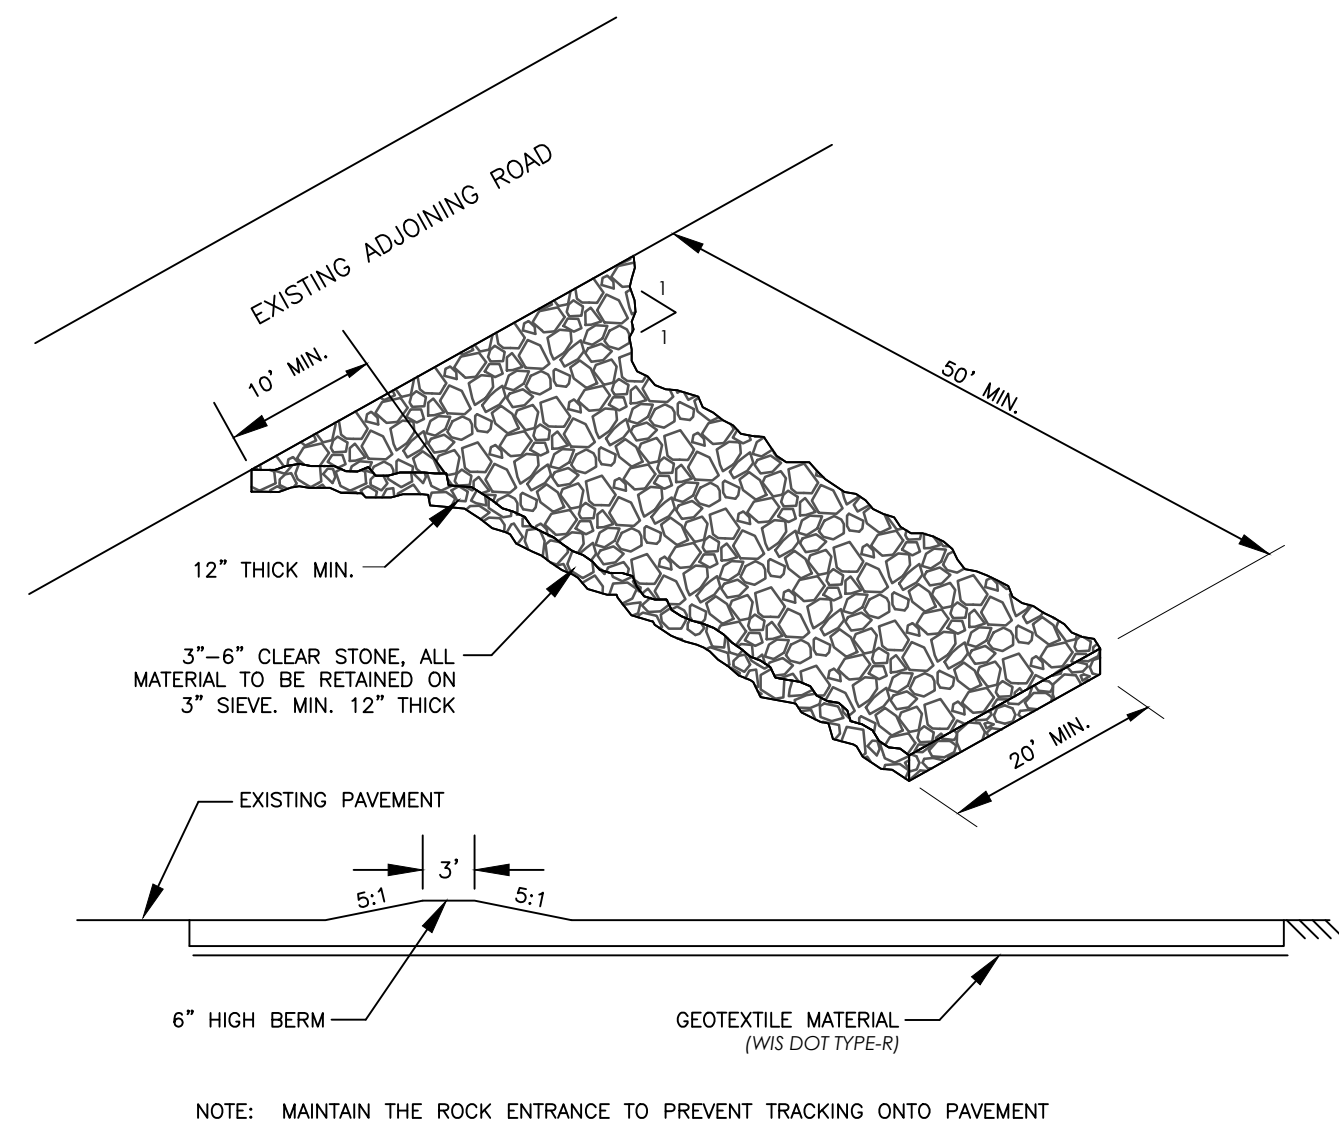 EXISTING ADJOINING ROAD
1
1
10' MIN.
50' MIN.
12" THICK MIN.
3"-6" CLEAR STONE, ALL
MATERIAL TO BE RETAINED ON
3" SIEVE. MIN. 12" THICK
20' MIN.
EXISTING PAVEMENT
3'
5:1
5:1
6" HIGH BERM
GEOTEXTILE MATERIAL
(WIS DOT TYPE-R)
NOTE: MAINTAIN THE ROCK ENTRANCE TO PREVENT TRACKING ONTO PAVEMENT